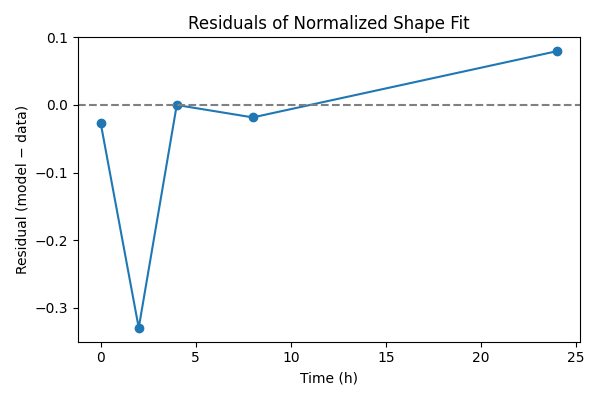 Residuals of Normalized Shape Fit
0.1
0.0
−0.1
−0.2
−0.3
Residual (model − data)
0 5 10 15 20 25
Time (h)